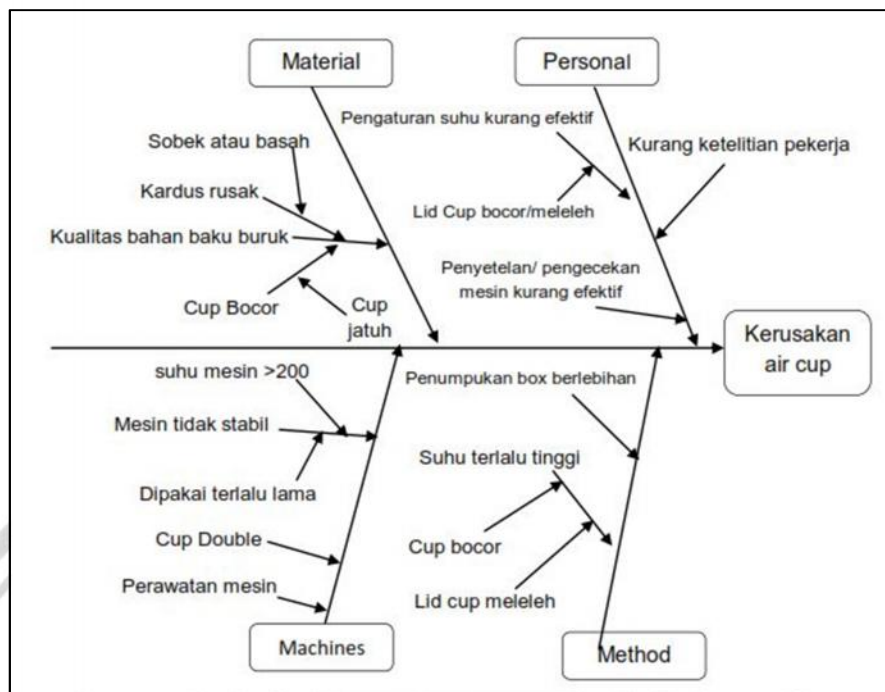 Material
Personal
Pengaturan suhu kurang efektif
Sobek atau basah
Kurang ketelitian pekerja
Kardus rusak
Lid Cup bocor/meleleh
Kualitas bahan baku buruk
Penyetelan/ pengecekan
mesin kurang efektif
Cup Bocor
Cup
jatuh
Kerusakan
air cup
suhu mesin >200
Penumpukan box berlebihan
Mesin tidak stabil
Suhu terlalu tinggi
Dipakai terlalu lama
Cup Double
Cup bocor
Perawatan mesin
Lid cup meleleh
Machines
Method